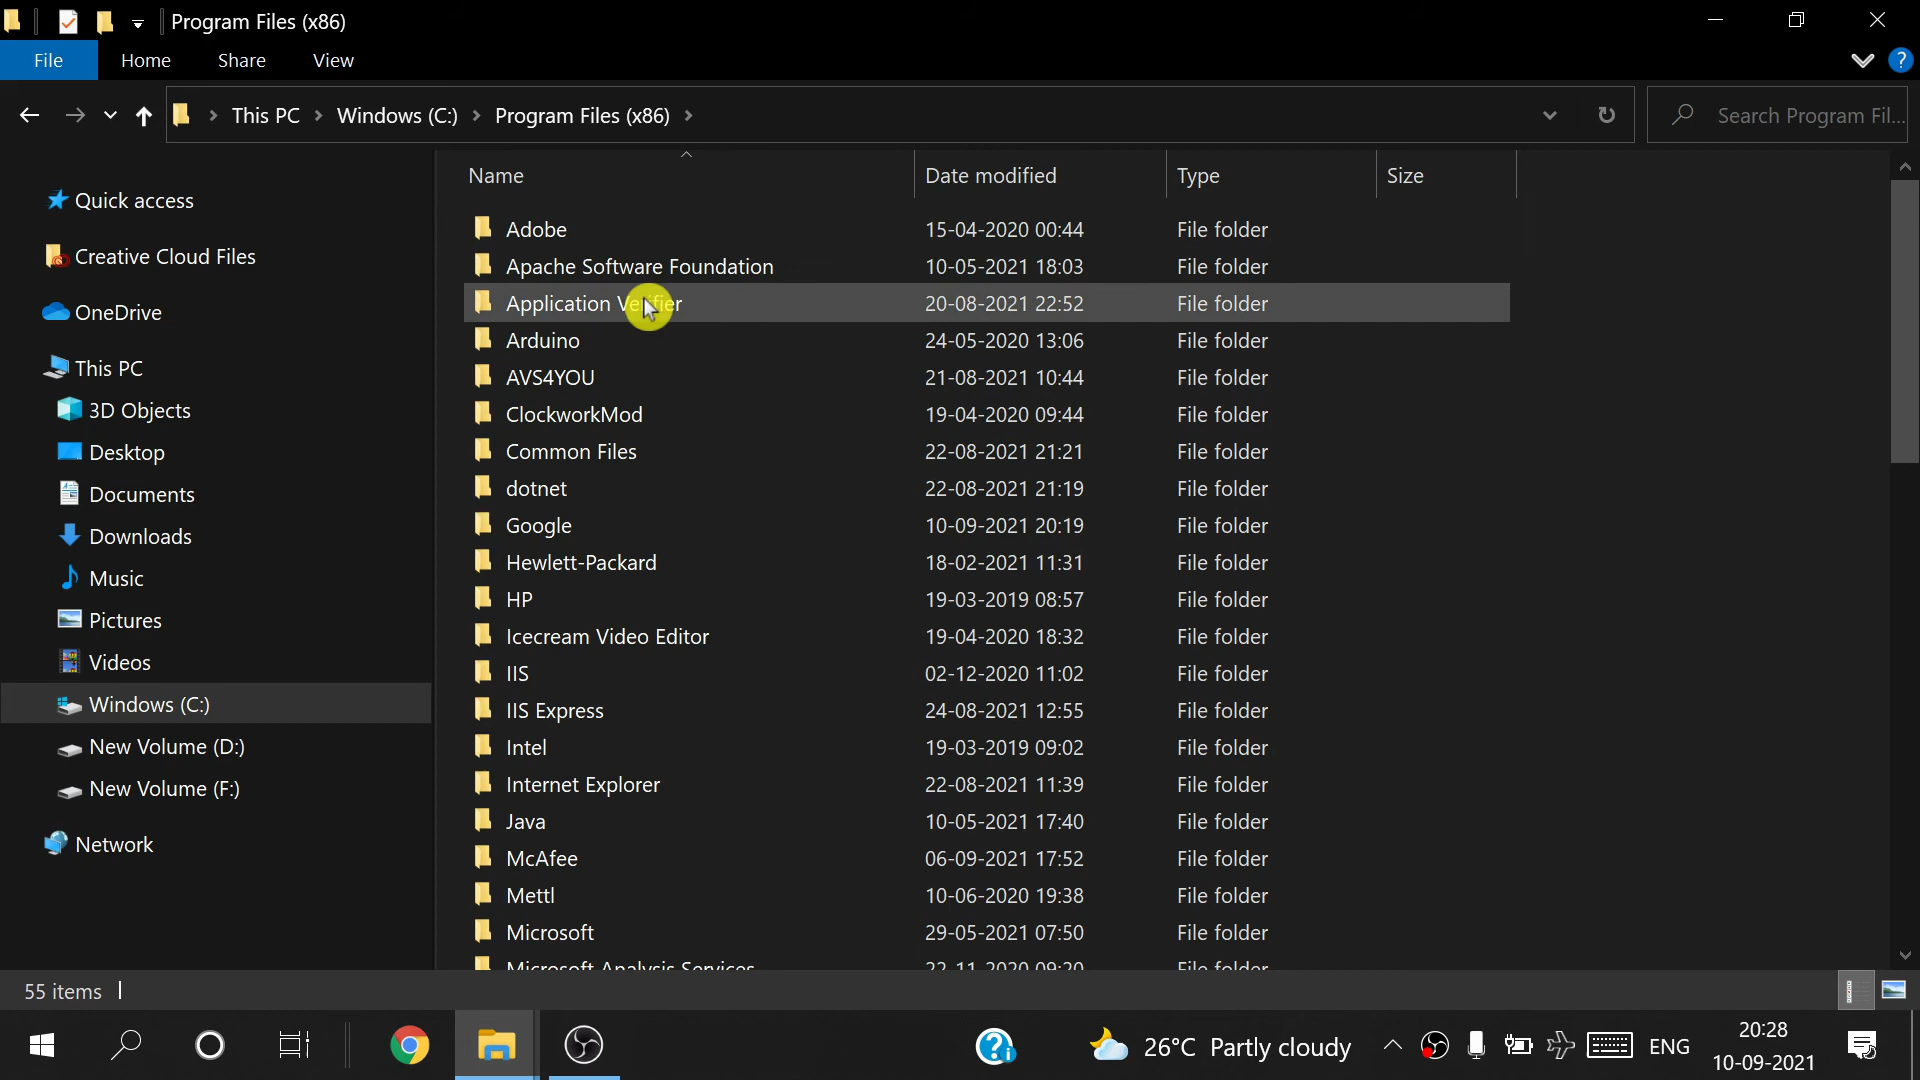 Program Files (x86)
File Home Share View
?
This PC Windows (C:) Program Files (x86)
Search Program Fil...
Name Date modified Type Size
Quick access
Creative Cloud Files
OneDrive
This PC
3D Objects
Desktop
Documents
Downloads
Music
Pictures
Videos
Windows (C:)
New Volume (D:)
New Volume (F:)
Network
Adobe 15-04-2020 00:44 File folder
Apache Software Foundation 10-05-2021 18:03 File folder
Application Verifier 20-08-2021 22:52 File folder
Arduino 24-05-2020 13:06 File folder
AVS4YOU 21-08-2021 10:44 File folder
ClockworkMod 19-04-2020 09:44 File folder
Common Files 22-08-2021 21:21 File folder
dotnet 22-08-2021 21:19 File folder
Google 10-09-2021 20:19 File folder
Hewlett-Packard 18-02-2021 11:31 File folder
HP 19-03-2019 08:57 File folder
Icecream Video Editor 19-04-2020 18:32 File folder
IIS 02-12-2020 11:02 File folder
IIS Express 24-08-2021 12:55 File folder
Intel 19-03-2019 09:02 File folder
Internet Explorer 22-08-2021 11:39 File folder
Java 10-05-2021 17:40 File folder
McAfee 06-09-2021 17:52 File folder
Mettl 10-06-2020 19:38 File folder
Microsoft 29-05-2021 07:50 File folder
Microsoft Analysis Services 22-11-2020 09:20 File folder
55 items
?
26°C Partly cloudy
ENG
20:28
10-09-2021